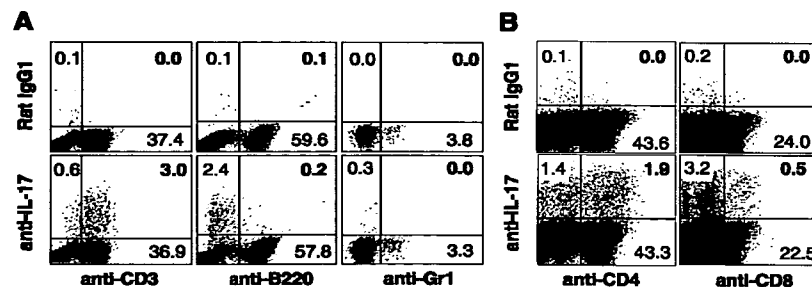 A
B
Rat IgG1
0.1 0.0
37.4
0.1 0.1
59.6
0.0 0.0
3.8
Rat IgG1
0.1 0.0
43.6
0.2 0.0
24.0
anti-IL-17
0.6 3.0
36.9
2.4 0.2
57.8
0.3 0.0
3.3
anti-IL-17
1.4 1.9
43.3
3.2 0.5
22.5
anti-CD3 anti-B220 anti-Gr1
anti-CD4 anti-CD8